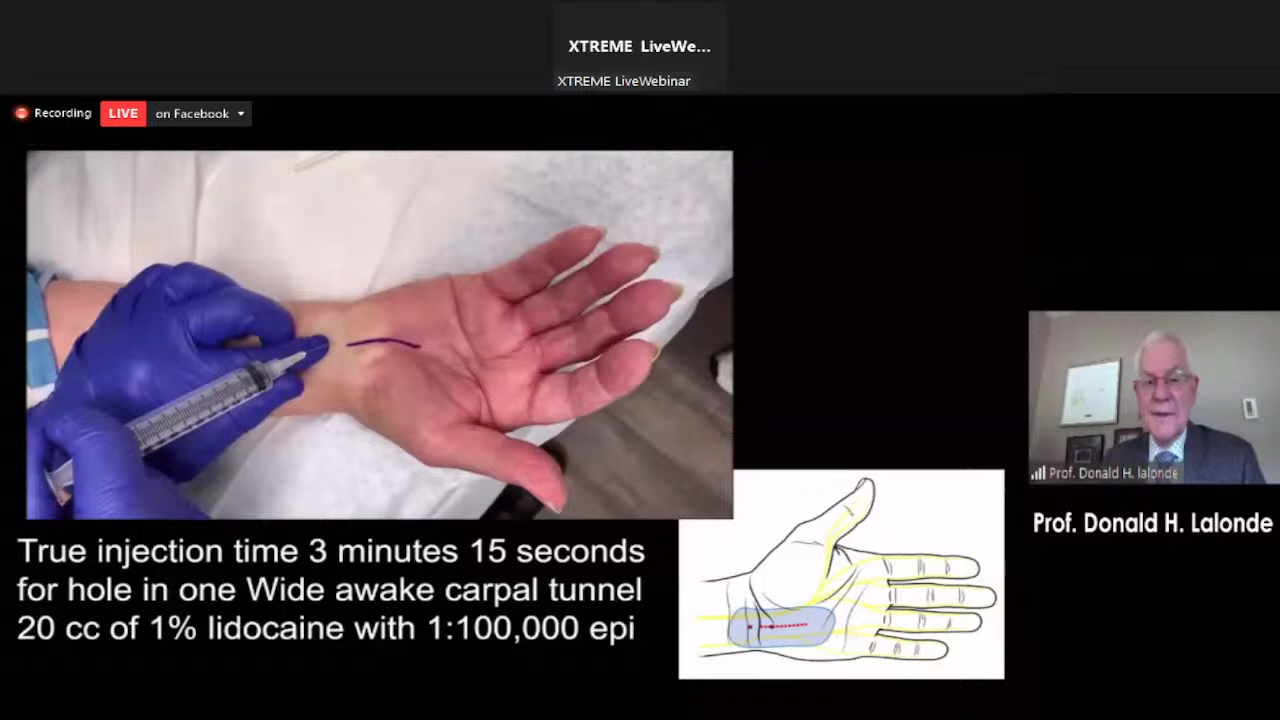 XTREME LiveWe...
XTREME LiveWebinar
Recording
LIVE on Facebook
Prof. Donald H. lalonde
Prof. Donald H. Lalonde
True injection time 3 minutes 15 seconds
for hole in one Wide awake carpal tunnel
20 cc of 1% lidocaine with 1:100,000 epi